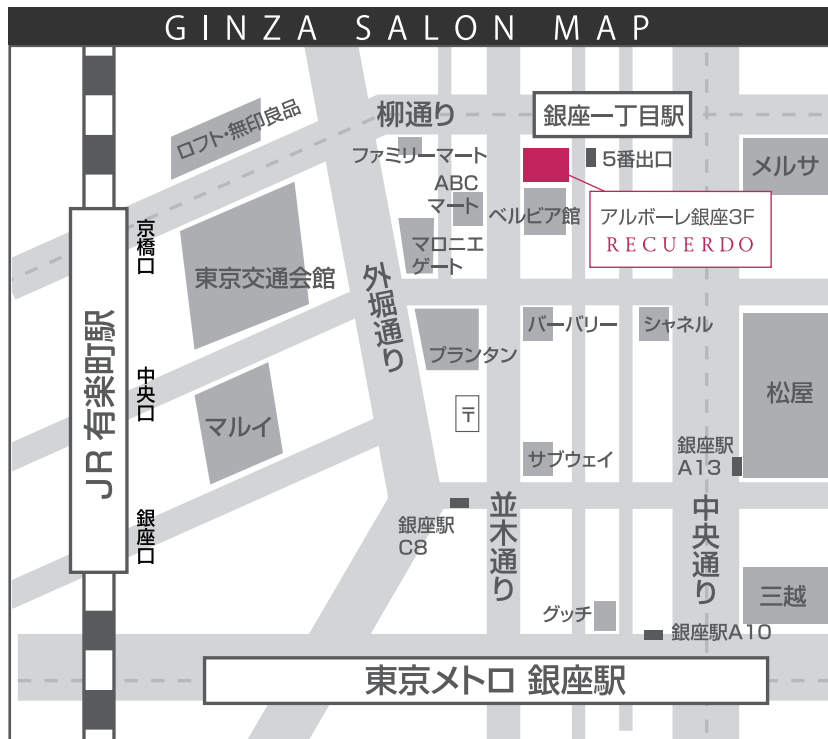 GINZA SALON MAP
柳通り
銀座一丁目駅
ロフト・無印良品
ファミリーマート
5番出口
メルサ
ABC
マート
ベルビア館
アルボーレ銀座3F
RECUERDO
京橋口
東京交通会館
マロニエ
ゲート
外堀通り
JR有楽町駅
中央口
プランタン
バーバリー
シャネル
松屋
マルイ
〒
サブウェイ
銀座駅
A13
銀座口
銀座駅
C8
並木通り
中央通り
三越
グッチ
銀座駅A10
東京メトロ 銀座駅